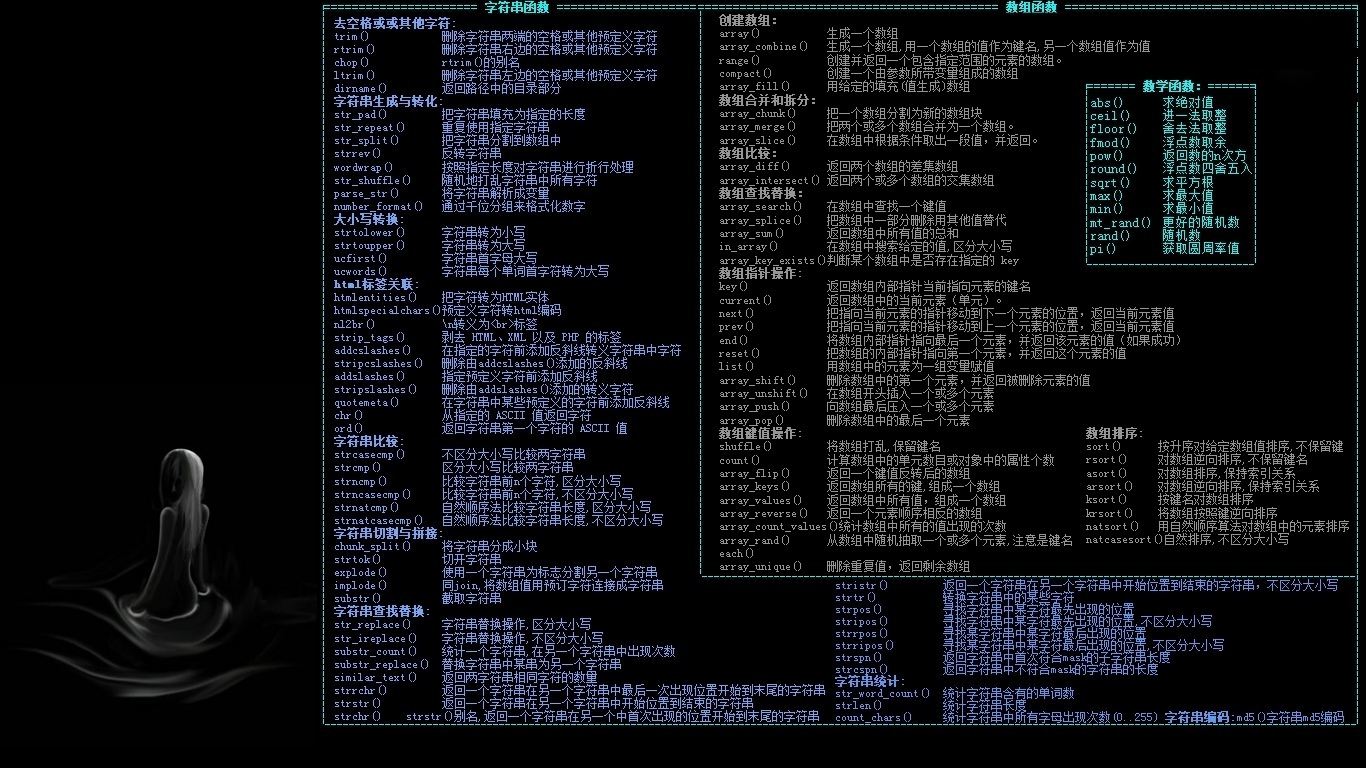 字符串函数
去空格或或其他字符:
trim() 删除字符串两端的空格或其他预定义字符
rtrim() 删除字符串右边的空格或其他预定义字符
chop() rtrim()的别名
ltrim() 删除字符串左边的空格或其他预定义字符
dirname() 返回路径中的目录部分
字符串生成与转化:
str_pad() 把字符串填充为指定的长度
str_repeat() 重复使用指定字符串
str_split() 把字符串分割到数组中
strrev() 反转字符串
wordwrap() 按照指定长度对字符串进行折行处理
str_shuffle() 随机地打乱字符串中所有字符
parse_str() 将字符串解析成变量
number_format() 通过千位分组来格式化数字
大小写转换:
strtolower() 字符串转为小写
strtoupper() 字符串转为大写
ucfirst() 字符串首字母大写
ucwords() 字符串每个单词首字符转为大写
html标签关联:
htmlentities() 把字符转为HTML实体
htmlspecialchars()预定义字符转html编码
nl2br() \n转义为<br>标签
strip_tags() 剥去 HTML、XML 以及 PHP 的标签
addcslashes() 在指定的字符前添加反斜线转义字符串中字符
stripcslashes() 删除由addcslashes()添加的反斜线
addslashes() 指定预定义字符前添加反斜线
stripslashes() 删除由addslashes()添加的转义字符
quotemeta() 在字符串中某些预定义的字符前添加反斜线
chr() 从指定的 ASCII 值返回字符
ord() 返回字符串第一个字符的 ASCII 值
字符串比较:
strcasecmp() 不区分大小写比较两字符串
strcmp() 区分大小写比较两字符串
strncmp() 比较字符串前n个字符,区分大小写
strncasecmp() 比较字符串前n个字符,不区分大小写
strnatcmp() 自然顺序法比较字符串长度,区分大小写
strnatcasecmp() 自然顺序法比较字符串长度,不区分大小写
字符串切割与拼接:
chunk_split() 将字符串分成小块
strtok() 切开字符串
explode() 使用一个字符串为标志分割另一个字符串
implode() 同join,将数组值用预订字符连接成字符串
substr() 截取字符串
字符串查找替换:
str_replace() 字符串替换操作,区分大小写
str_ireplace() 字符串替换操作,不区分大小写
substr_count() 统计一个字符串,在另一个字符串中出现次数
substr_replace() 替换字符串中某串为另一个字符串
similar_text() 返回两字符串相同字符的数量
strrchr() 返回一个字符串在另一个字符串中最后一次出现位置开始到末尾的字符串
strstr() 返回一个字符串在另一个字符串中开始位置到结束的字符串
strchr() strstr()别名,返回一个字符串在另一个中首次出现的位置开始到末尾的字符串
stristr() 返回一个字符串在另一个字符串中开始位置到结束的字符串，不区分大小写
strtr() 转换字符串中的某些字符
strpos() 寻找字符串中某字符最先出现的位置
stripos() 寻找字符串中某字符最先出现的位置,不区分大小写
strrpos() 寻找某字符串中某字符最后出现的位置
strripos() 寻找某字符串中某字符最后出现的位置,不区分大小写
strspn() 返回字符串中首次符合mask的子字符串长度
strcspn() 返回字符串中不符合mask的字符串的长度
字符串统计:
str_word_count() 统计字符串含有的单词数
strlen() 统计字符串长度
count_chars() 统计字符串中所有字母出现次数(0..255) 字符串编码:md5()字符串md5编码
数组函数
创建数组:
array() 生成一个数组
array_combine() 生成一个数组,用一个数组的值作为键名,另一个数组值作为值
range() 创建并返回一个包含指定范围的元素的数组。
compact() 创建一个由参数所带变量组成的数组
array_fill() 用给定的填充(值生成)数组
数组合并和拆分:
array_chunk() 把一个数组分割为新的数组块
array_merge() 把两个或多个数组合并为一个数组。
array_slice() 在数组中根据条件取出一段值，并返回。
数组比较:
array_diff() 返回两个数组的差集数组
array_intersect() 返回两个或多个数组的交集数组
数组查找替换:
array_search() 在数组中查找一个键值
array_splice() 把数组中一部分删除用其他值替代
array_sum() 返回数组中所有值的总和
in_array() 在数组中搜索给定的值,区分大小写
array_key_exists()判断某个数组中是否存在指定的 key
数组指针操作:
key() 返回数组内部指针当前指向元素的键名
current() 返回数组中的当前元素（单元）。
next() 把指向当前元素的指针移动到下一个元素的位置，返回当前元素值
prev() 把指向当前元素的指针移动到上一个元素的位置，返回当前元素值
end() 将数组内部指针指向最后一个元素，并返回该元素的值（如果成功）
reset() 把数组的内部指针指向第一个元素，并返回这个元素的值
list() 用数组中的元素为一组变量赋值
array_shift() 删除数组中的第一个元素，并返回被删除元素的值
array_unshift() 在数组开头插入一个或多个元素
array_push() 向数组最后压入一个或多个元素
array_pop() 删除数组中的最后一个元素
数组键值操作:
shuffle() 将数组打乱,保留键名
count() 计算数组中的单元数目或对象中的属性个数
array_flip() 返回一个键值反转后的数组
array_keys() 返回数组所有的键,组成一个数组
array_values() 返回数组中所有值，组成一个数组
array_reverse() 返回一个元素顺序相反的数组
array_count_values()统计数组中所有的值出现的次数
array_rand() 从数组中随机抽取一个或多个元素,注意是键名
each()
array_unique() 删除重复值，返回剩余数组
数组排序:
sort() 按升序对给定数组值排序,不保留键
rsort() 对数组逆向排序,不保留键名
asort() 对数组排序,保持索引关系
arsort() 对数组逆向排序,保持索引关系
ksort() 按键名对数组排序
krsort() 将数组按照键逆向排序
natsort() 用自然顺序算法对数组中的元素排序
natcasesort()自然排序,不区分大小写
数学函数:
abs() 求绝对值
ceil() 进一法取整
floor() 舍去法取整
fmod() 浮点数取余
pow() 返回数的n次方
round() 浮点数四舍五入
sqrt() 求平方根
max() 求最大值
min() 求最小值
mt_rand() 更好的随机数
rand() 随机数
pi() 获取圆周率值